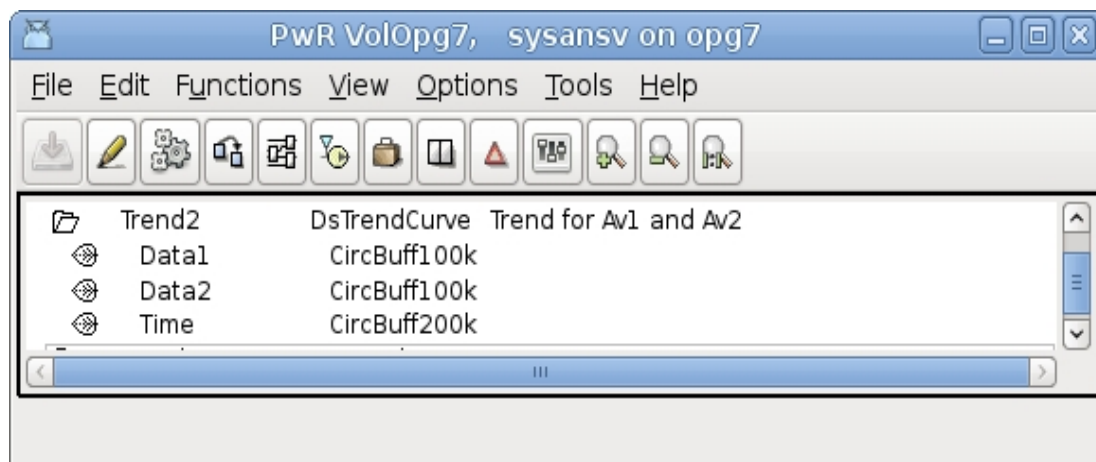 PwR VolOpg7, sysansv on opg7
File Edit Functions View Options Tools Help
Trend2 DsTrendCurve Trend for Av1 and Av2
Data1 CircBuff100k
Data2 CircBuff100k
Time CircBuff200k